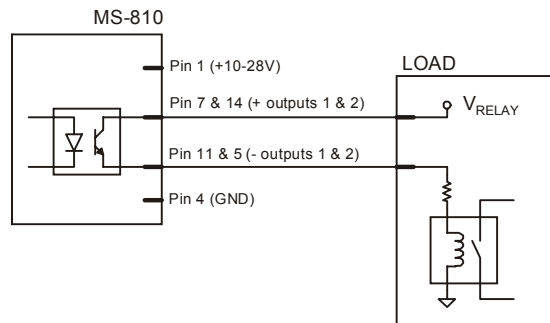 MS-810
LOAD
Pin 1 (+10-28V)
Pin 7 & 14 (+ outputs 1 & 2)
VRELAY
Pin 11 & 5 (- outputs 1 & 2)
Pin 4 (GND)